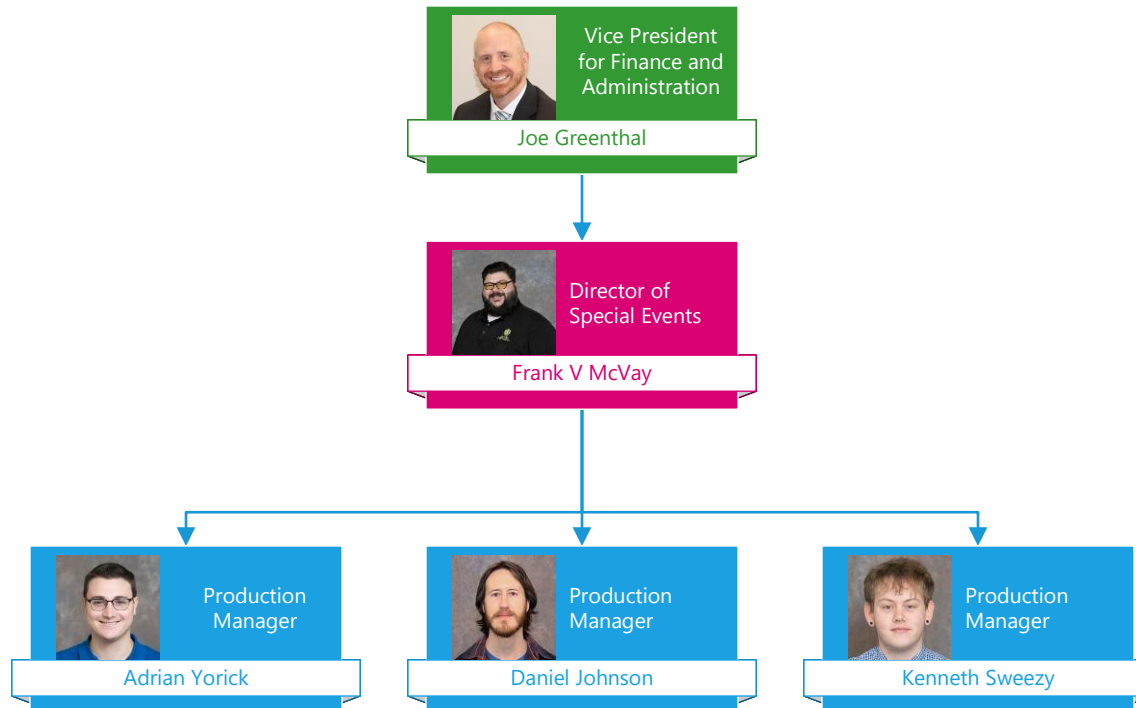 Vice President
for Finance and
Administration
Joe Greenthal
Director of
Special Events
Frank V McVay
Production
Manager
Adrian Yorick
Production
Manager
Daniel Johnson
Production
Manager
Kenneth Sweezy